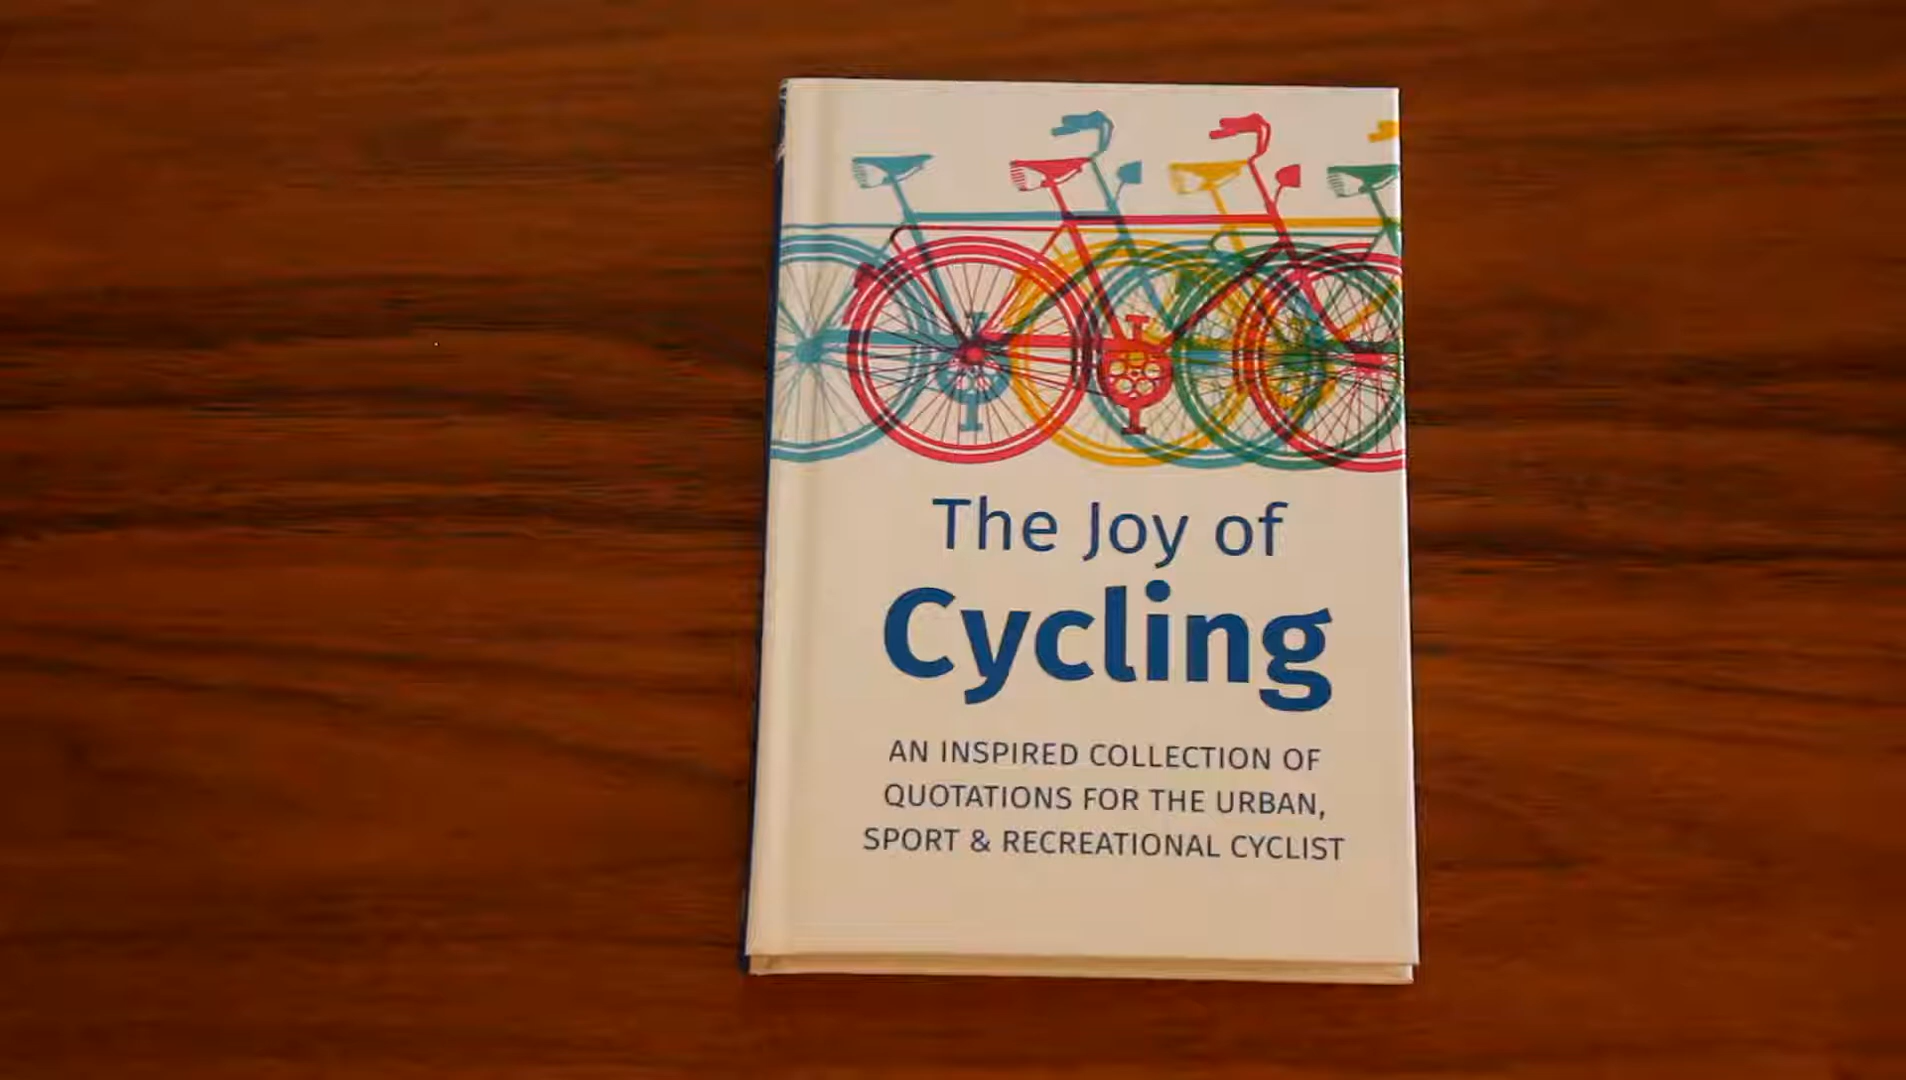 The Joy of
Cycling
AN INSPIRED COLLECTION OF
QUOTATIONS FOR THE URBAN,
SPORT & RECREATIONAL CYCLIST